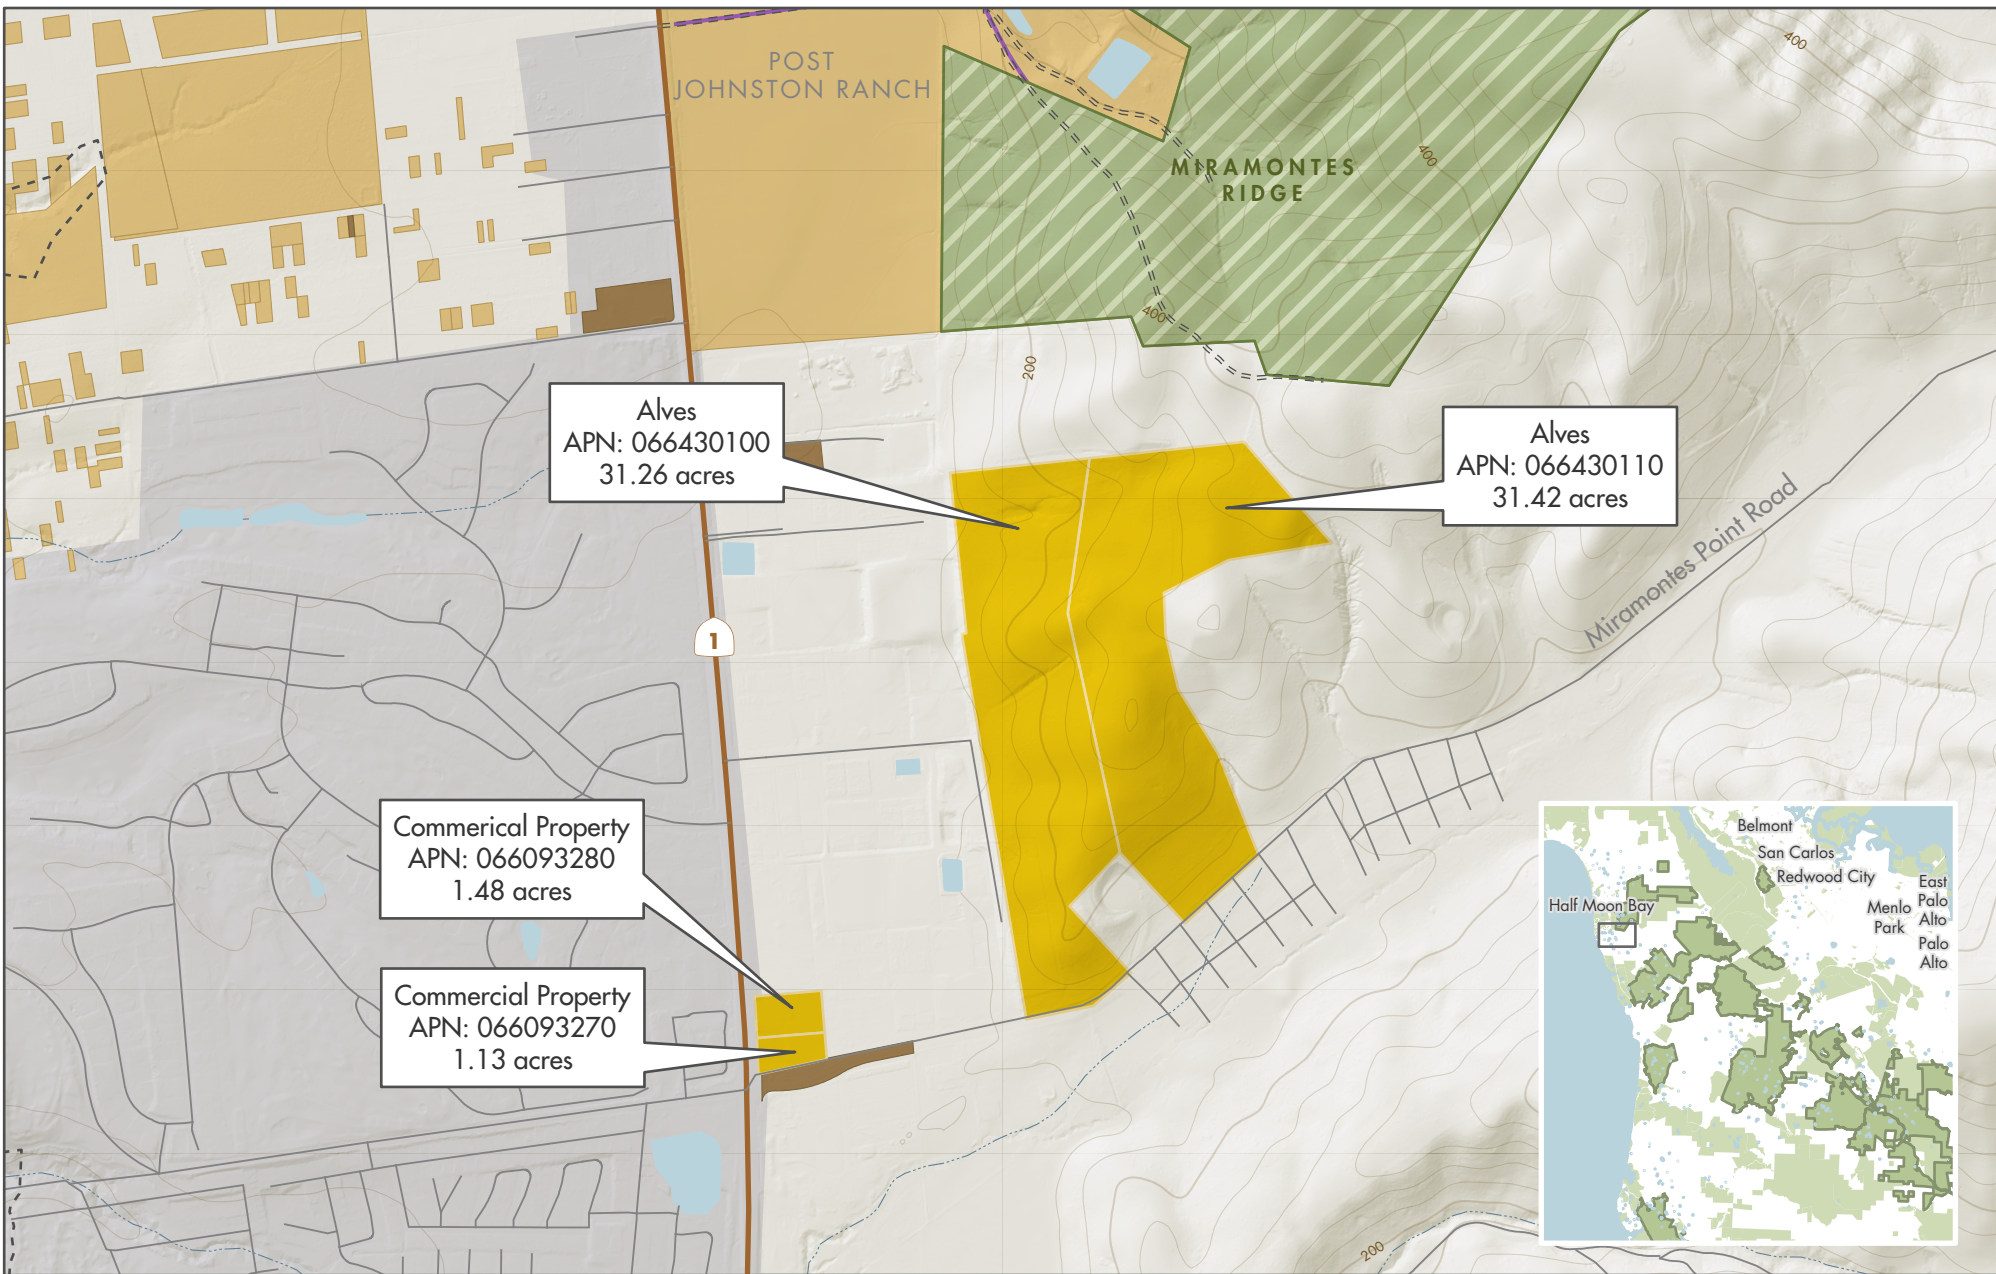 POST
JOHNSTON RANCH
400
MIRAMONTES
RIDGE
400
400
200
Alves
APN: 066430100
31.26 acres
Alves
APN: 066430110
31.42 acres
Miramontes Point Road
1
Commerical Property
APN: 066093280
1.48 acres
Commercial Property
APN: 066093270
1.13 acres
200
Belmont
San Carlos
Redwood City
East
Palo
Alto
Half Moon Bay
Menlo
Park
Palo
Alto